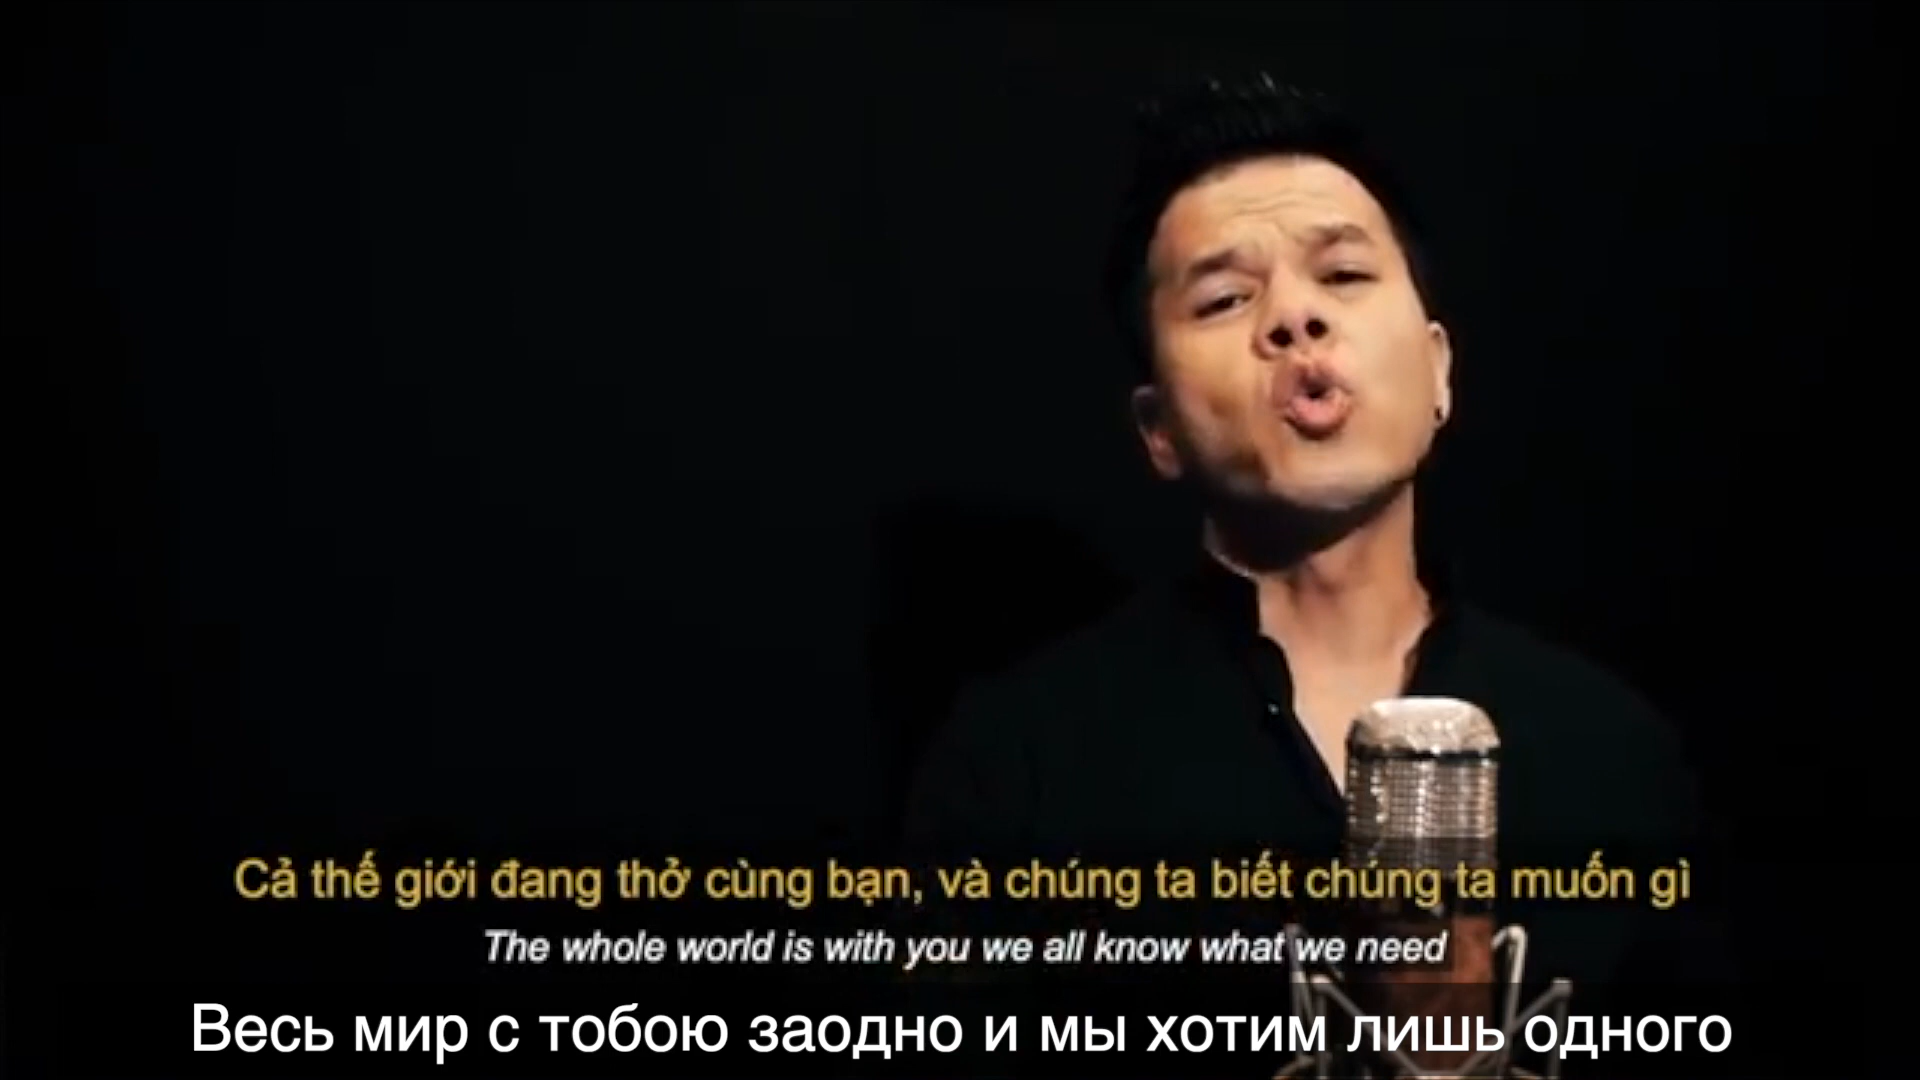 Cả thế giới đang thở cùng bạn, và chúng ta biết chúng ta muốn gì
The whole world is with you we all know what we need
Весь мир с тобою заодно и мы хотим лишь одного